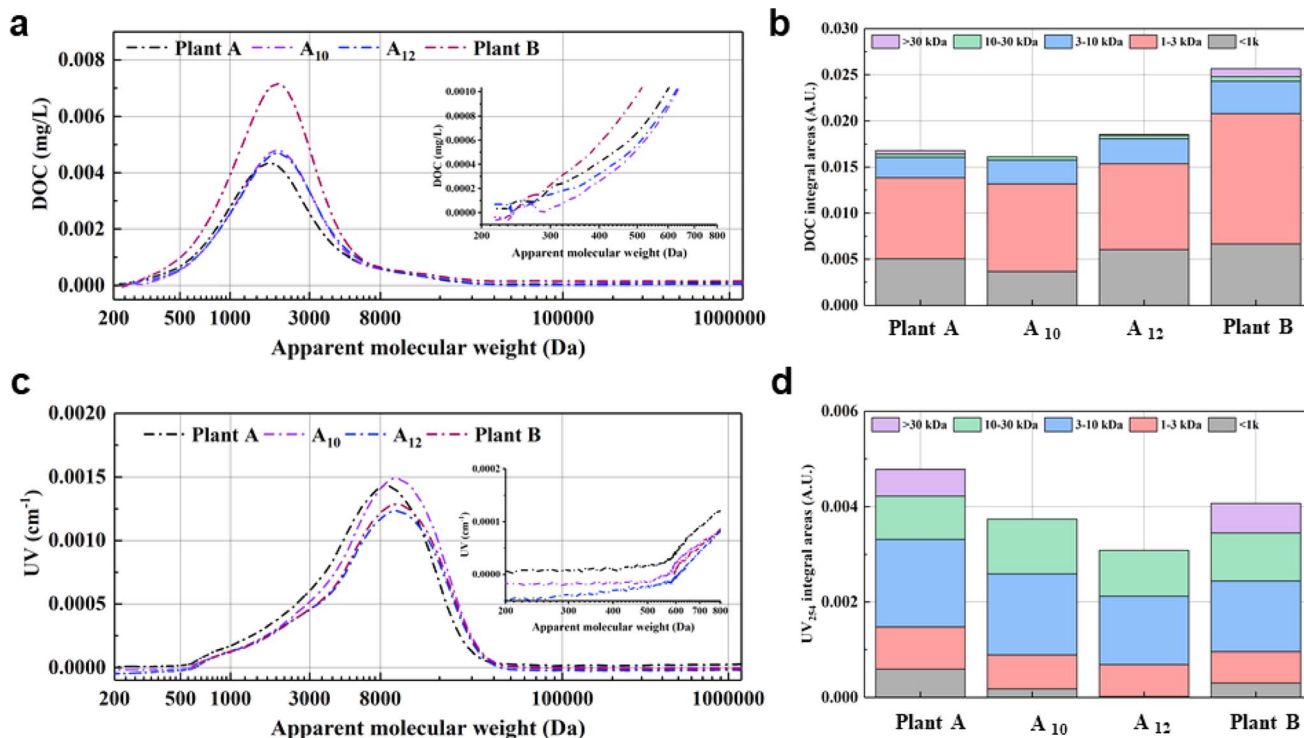 a
Plant A A₁₀ A₁₂ Plant B
DOC (mg/L)
0.008
0.006
0.004
0.002
0.000
200 500 1000 3000 8000 100000 1000000
Apparent molecular weight (Da)
DOC (mg/L)
0.0010
0.0008
0.0006
0.0004
0.0002
0.0000
200 300 400 500 600 700 800
Apparent molecular weight (Da)
b
>30 kDa 10-30 kDa 3-10 kDa 1-3 kDa <1k
DOC integral areas (A.U.)
0.030
0.025
0.020
0.015
0.010
0.005
0.000
Plant A A ₁₀ A ₁₂ Plant B
c
Plant A A₁₀ A₁₂ Plant B
UV (cm⁻¹)
0.0020
0.0015
0.0010
0.0005
0.0000
200 500 1000 3000 8000 100000 1000000
Apparent molecular weight (Da)
UV (cm⁻¹)
0.0002
0.0001
0.0000
200 300 400 500 600 700 800
Apparent molecular weight (Da)
d
>30 kDa 10-30 kDa 3-10 kDa 1-3 kDa <1k
UV₂₅₄ integral areas (A.U.)
0.006
0.004
0.002
0.000
Plant A A ₁₀ A ₁₂ Plant B